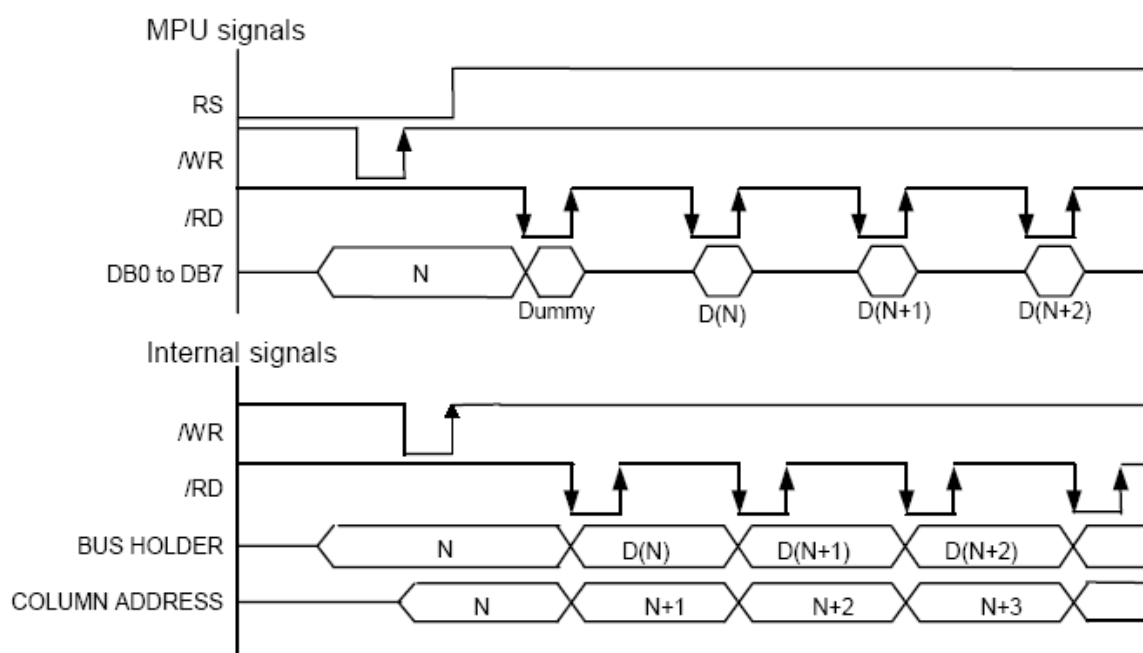 MPU signals
RS
/WR
/RD
DB0 to DB7
N
Dummy
D(N)
D(N+1)
D(N+2)
Internal signals
/WR
/RD
BUS HOLDER
N
D(N)
D(N+1)
D(N+2)
COLUMN ADDRESS
N
N+1
N+2
N+3